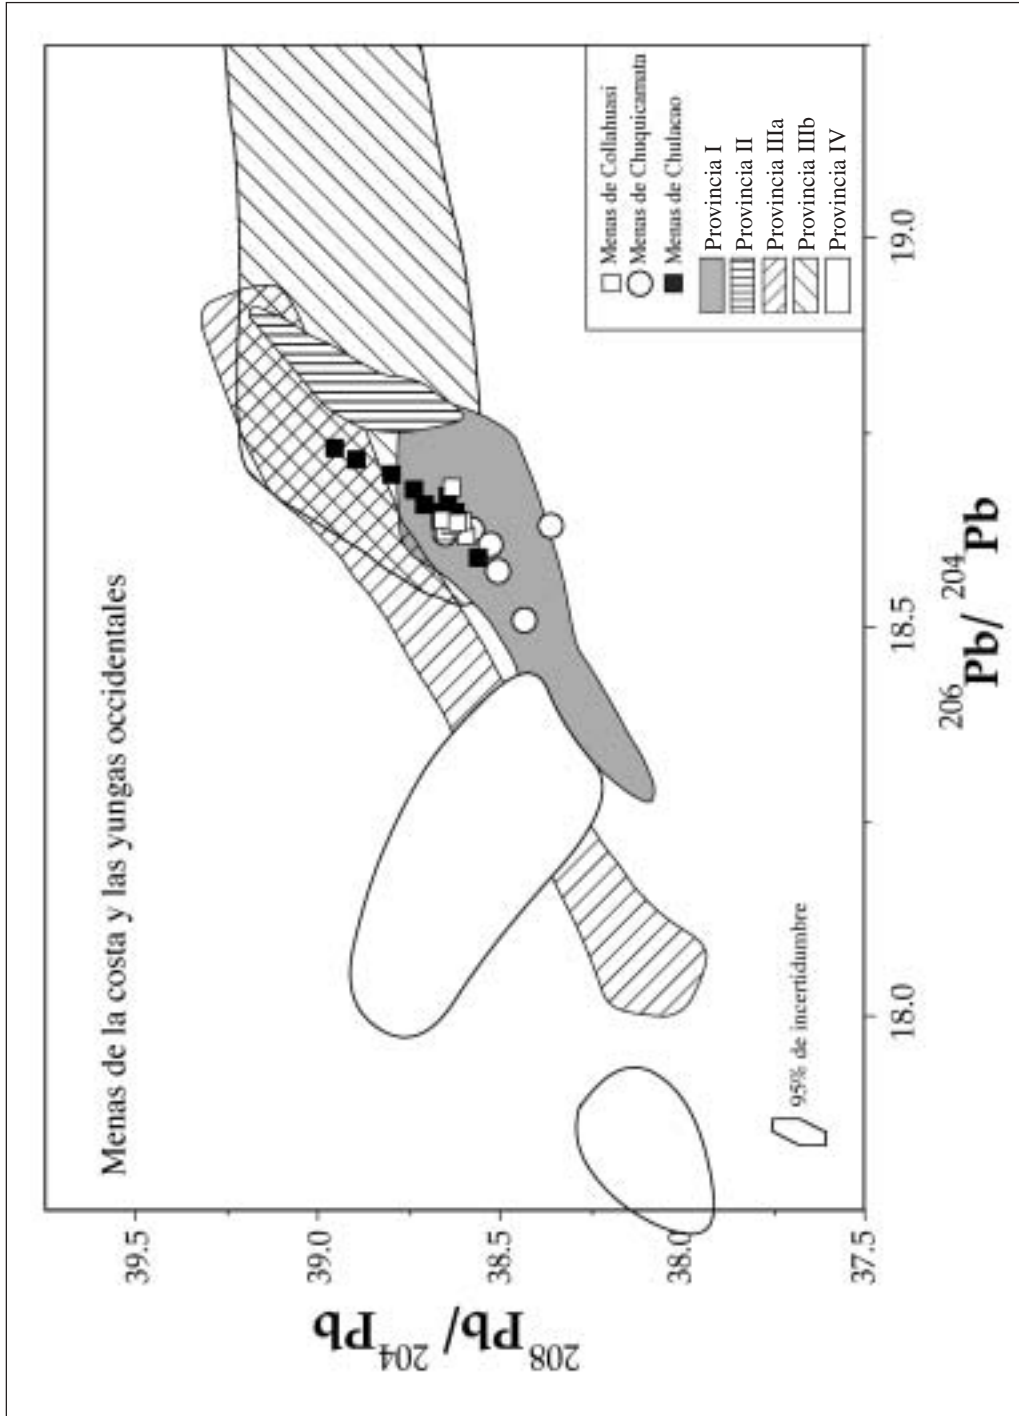 Menas de la costa y las yungas occidentales
208Pb/ 204Pb
39.5
39.0
38.5
38.0
37.5
18.0
18.5
19.0
206Pb/ 204Pb
95% de incertidumbre
Menas de Collahuasi
Menas de Chuquicamata
Menas de Chulacao
Provincia I
Provincia II
Provincia IIIa
Provincia IIIb
Provincia IV